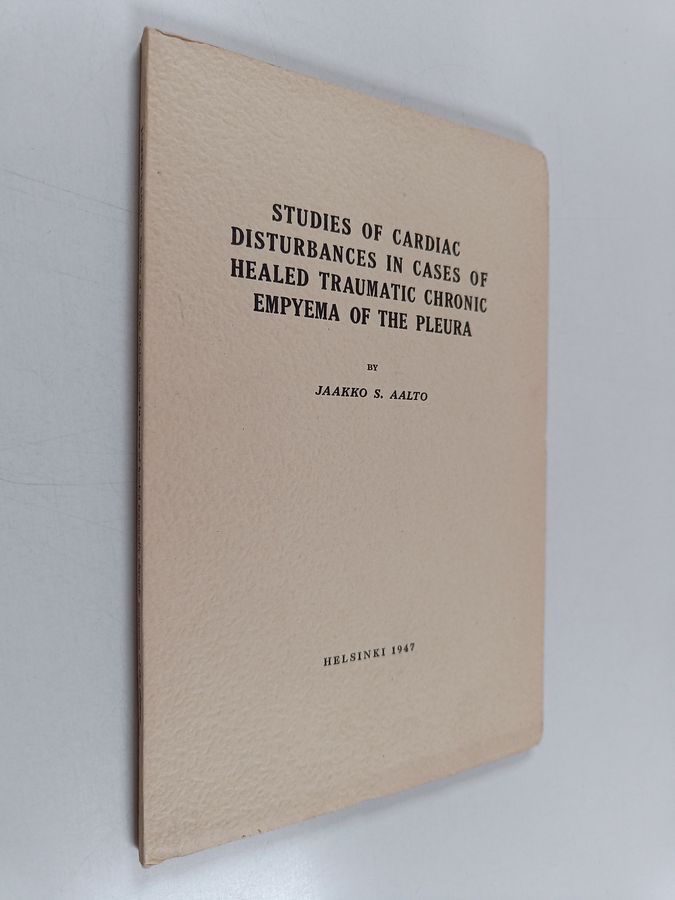 STUDIES OF CARDIAC
DISTURBANCES IN CASES OF
HEALED TRAUMATIC CHRONIC
EMPYEMA OF THE PLEURA
BY
JAAKKO S. AALTO
HELSINKI 1947